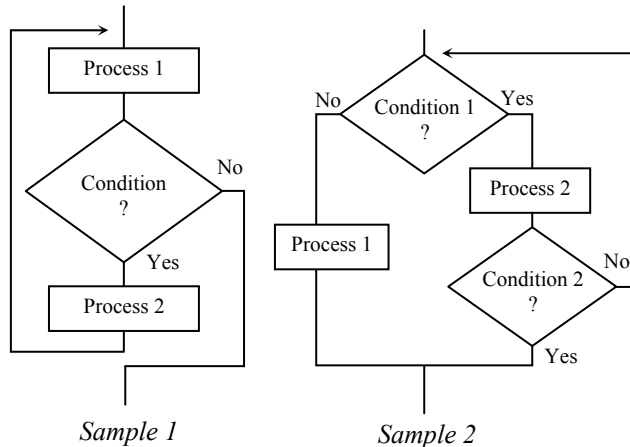 Process 1
Condition
?
No
Yes
Process 2
Sample 1
No
Condition 1
?
Yes
Process 2
Process 1
Condition 2
?
No
Yes
Sample 2